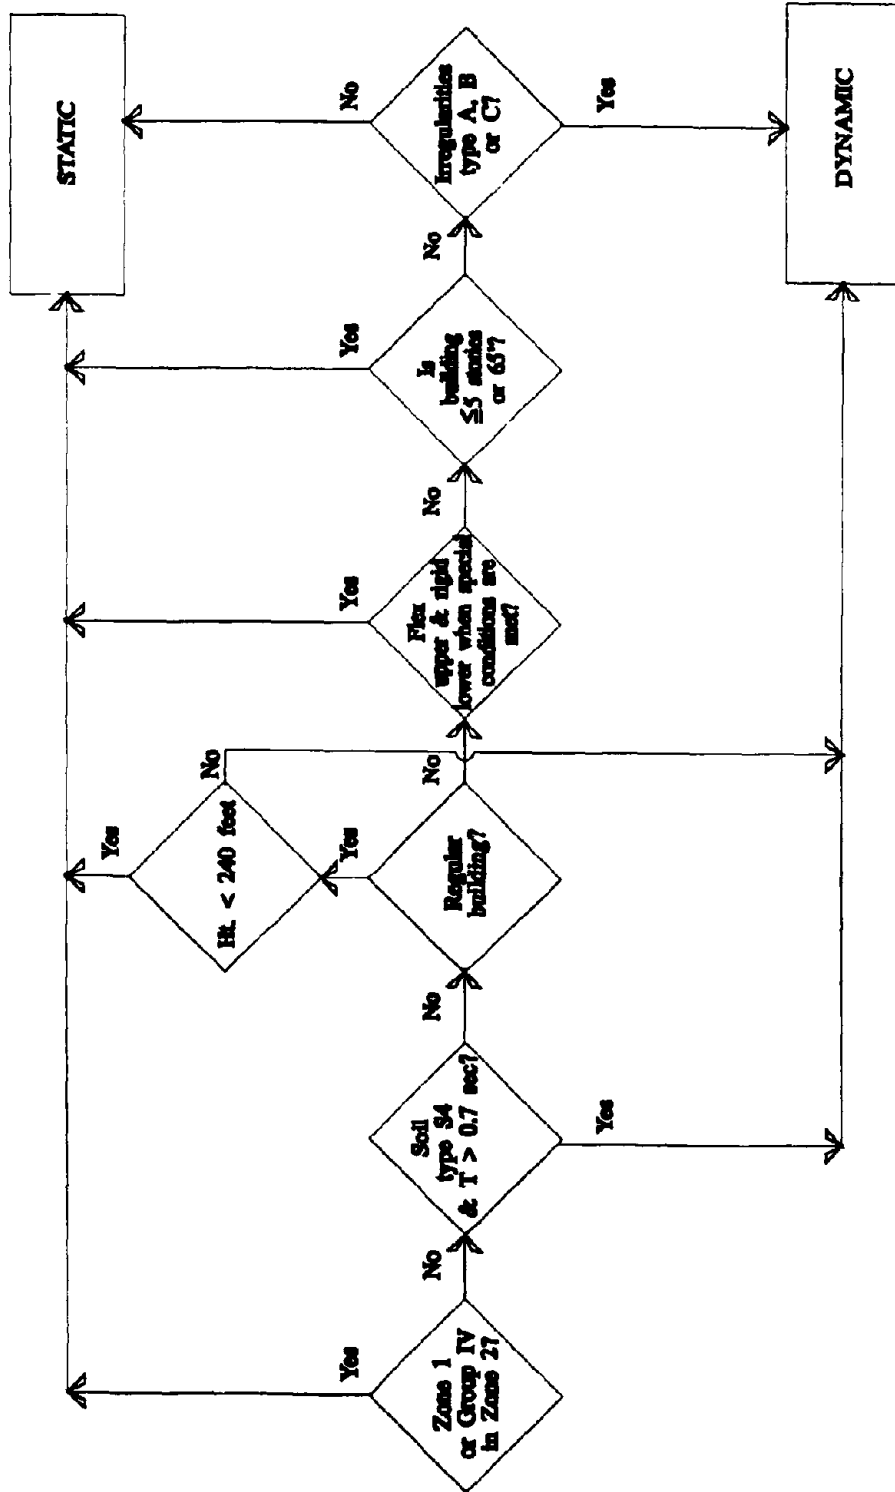 Zone 1
or Group IV
in Zone 2?
Yes
No
Soil
type S4
& T > 0.7 sec?
Yes
No
Regular
building?
Yes
No
Ht. < 240 feet
Yes
No
Flex
upper & rigid
lower when special
conditions are
met?
Yes
No
Is
building
≤5 stories
or 65'?
Yes
No
Irregularities
type A, B
or C?
No
Yes
STATIC
DYNAMIC